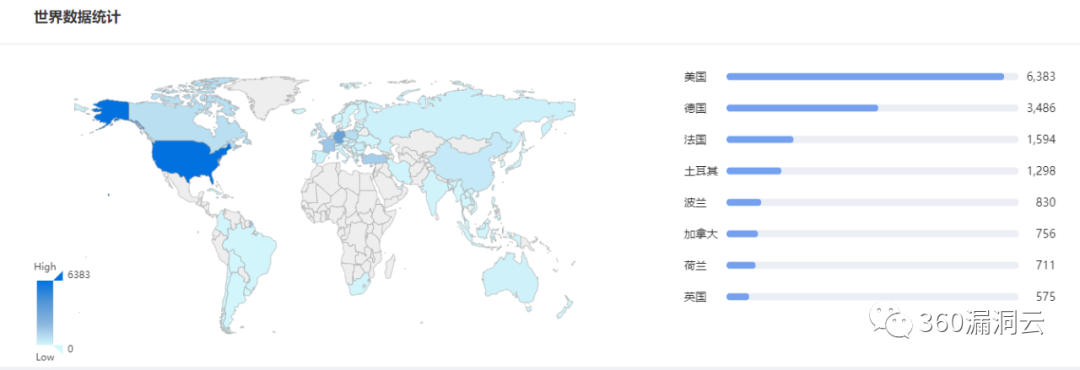 世界数据统计
美国 6,383
德国 3,486
法国 1,594
土耳其 1,298
波兰 830
加拿大 756
荷兰 711
英国 575
High
6383
0
Low
360漏洞云